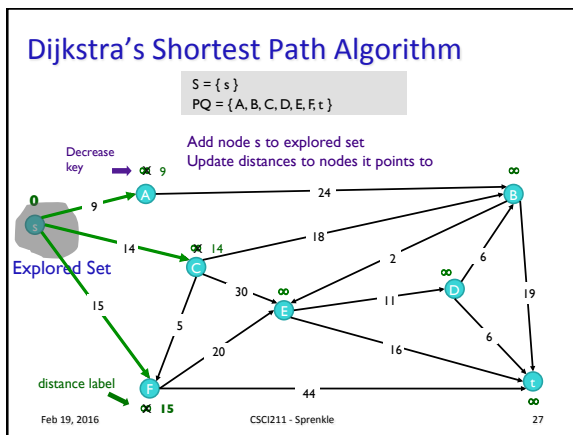 Dijkstra's Shortest Path Algorithm
S = { s }
PQ = { A, B, C, D, E, F, t }
Decrease key
Add node s to explored set
Update distances to nodes it points to
∞ 9
∞
0
A
24
B
9
s
18
∞ 14
14
C
2
∞
6
Explored Set
D
30
∞
19
E
11
15
5
6
20
16
t
distance label
F
44
∞ 15
∞
Feb 19, 2016
CSCI211 - Sprenkle
27